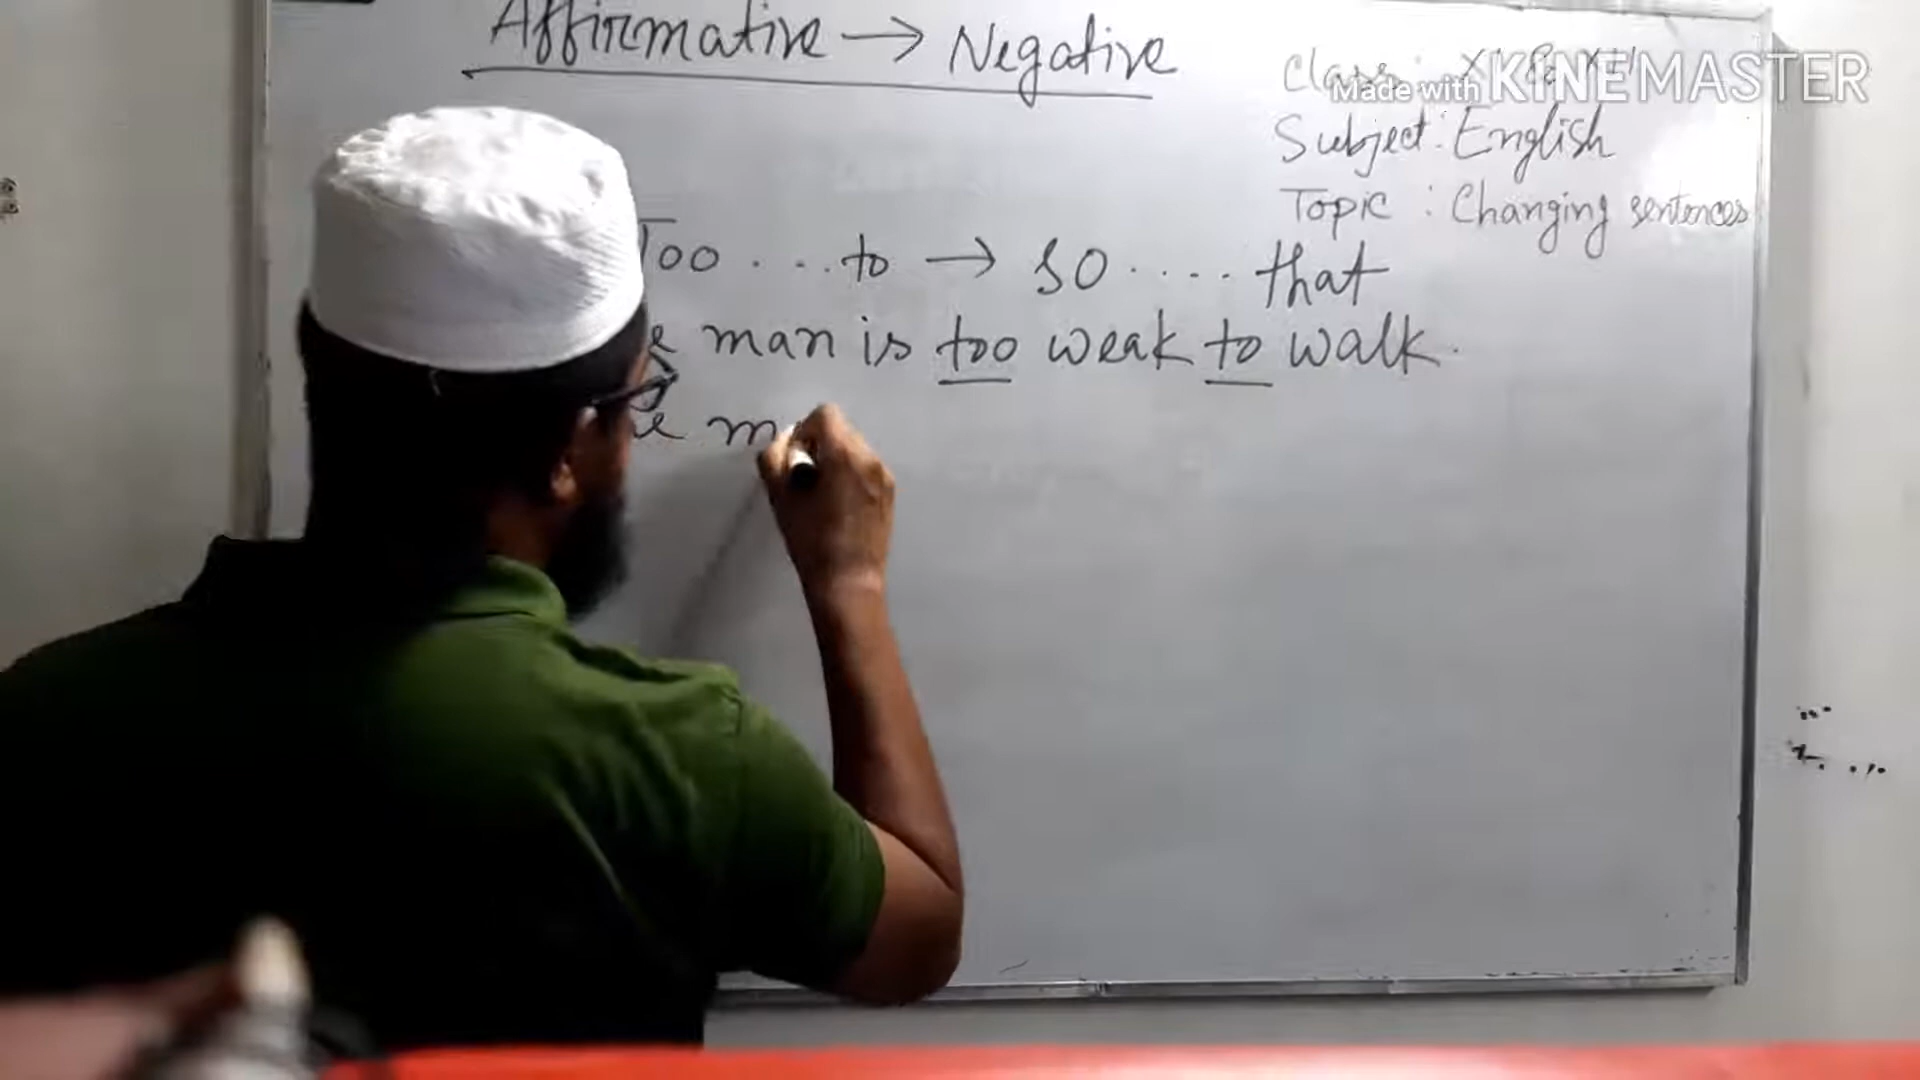 Affirmative → Negative
Made with KINEMASTER
Class:
Subject: English
Topic : Changing sentences
Too ....to → so ..... that
man is too weak to walk.